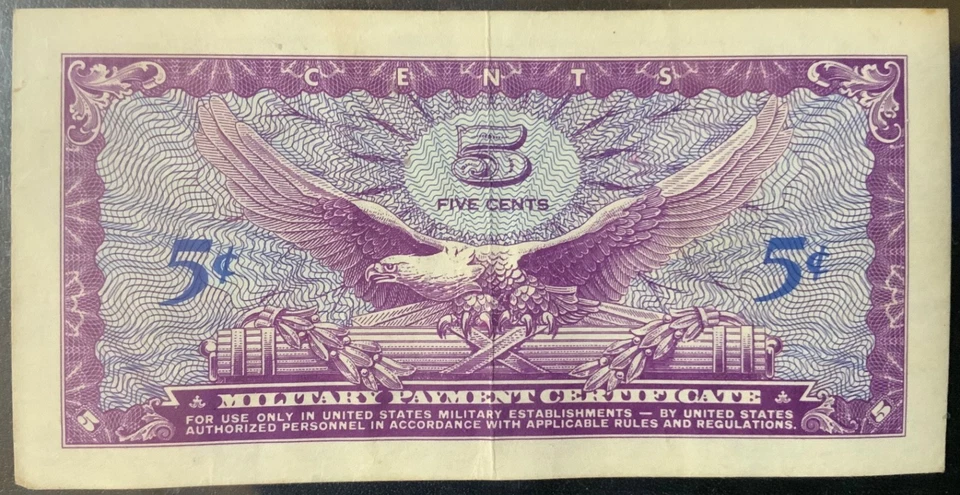 CENTS
5
FIVE CENTS
5¢ 5¢
MILITARY PAYMENT CERTIFICATE
FOR USE ONLY IN UNITED STATES MILITARY ESTABLISHMENTS — BY UNITED STATES
AUTHORIZED PERSONNEL IN ACCORDANCE WITH APPLICABLE RULES AND REGULATIONS.
5 5